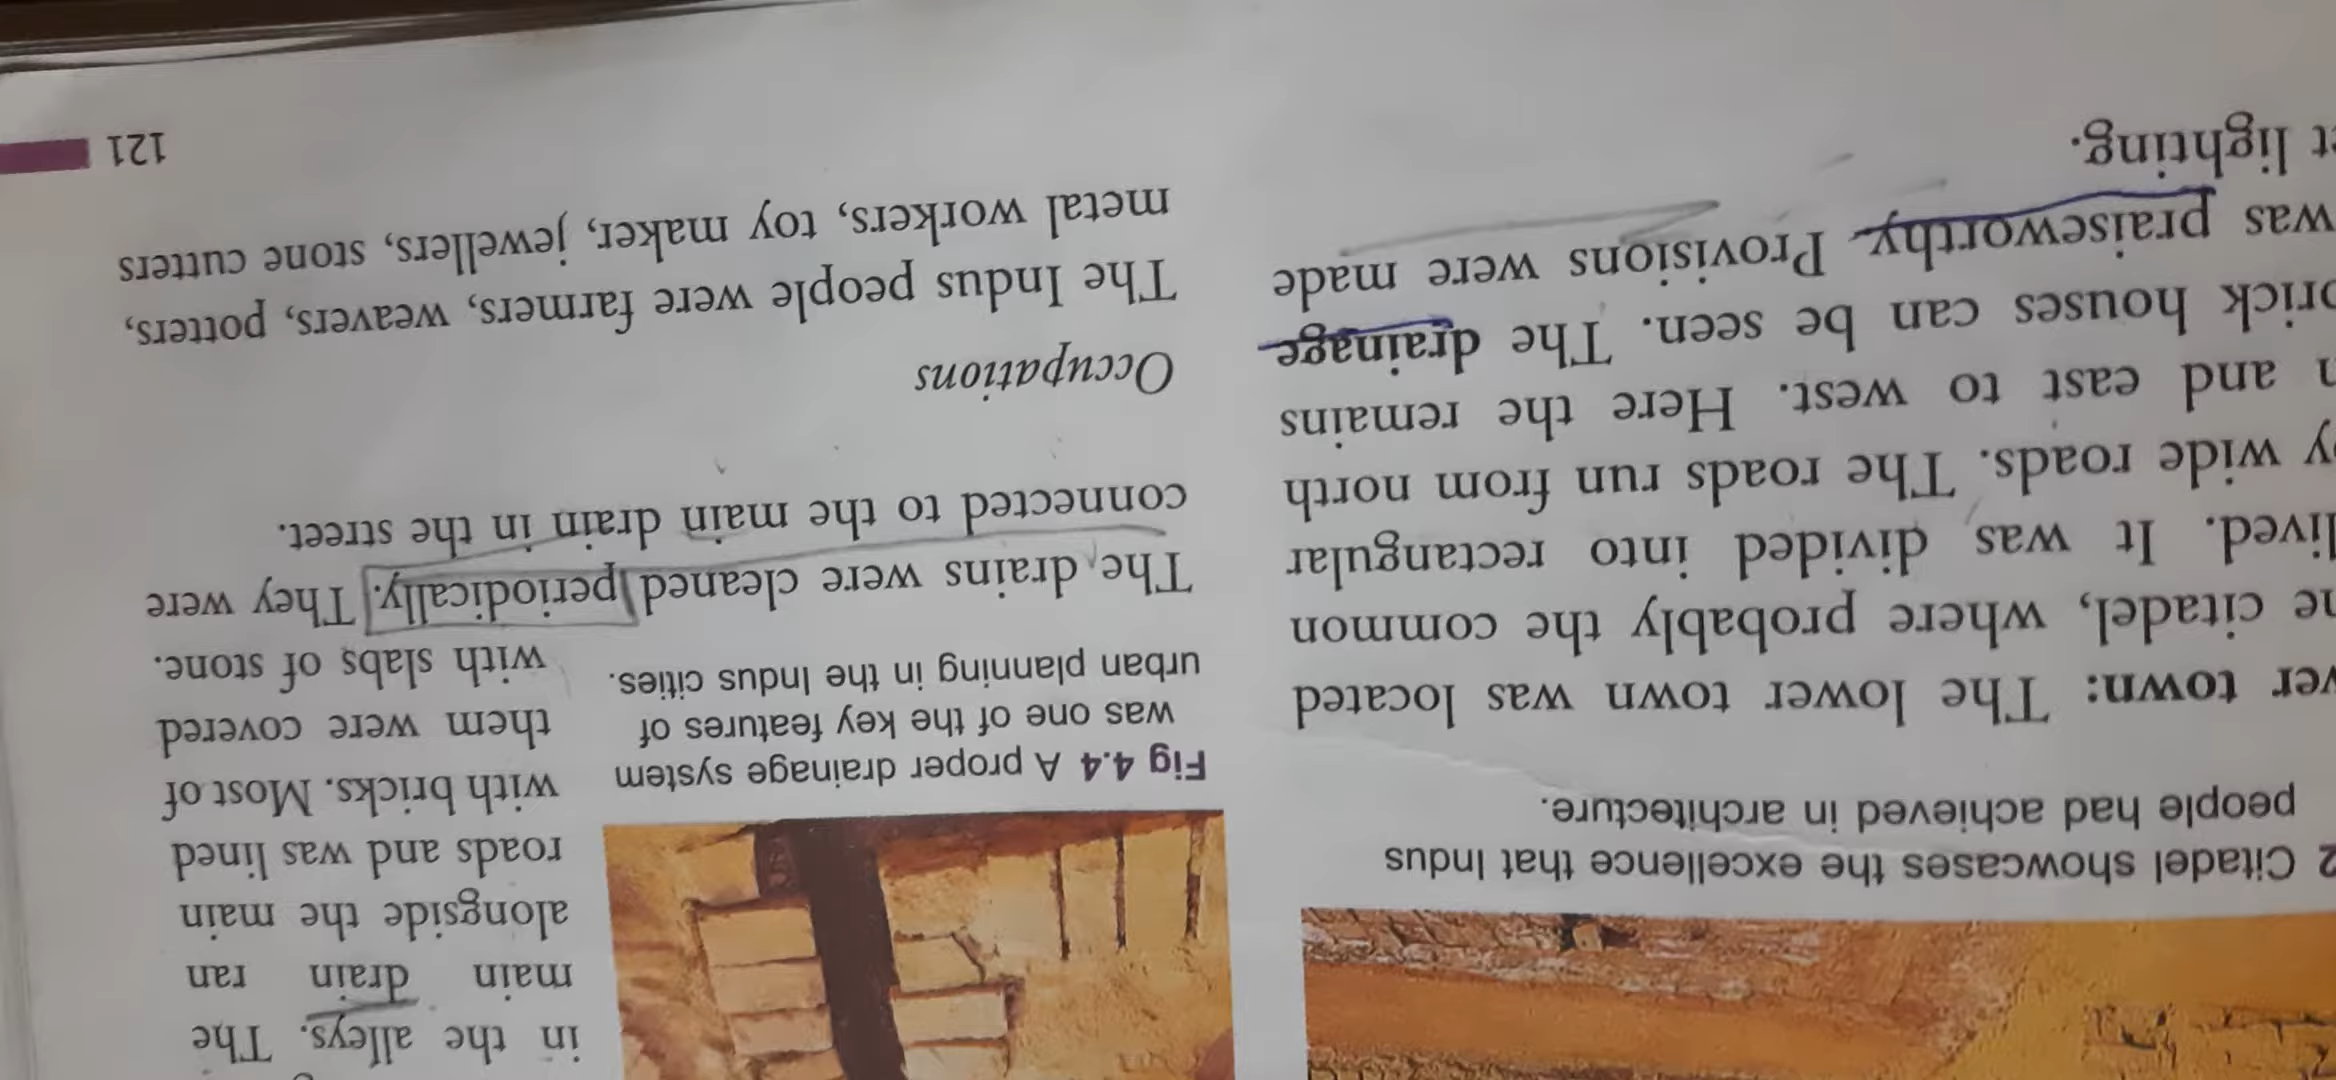 Citadel showcases the excellence that Indus
people had achieved in architecture.
town: The lower town was located
citadel, where probably the common
lived. It was divided into rectangular
wide roads. The roads run from north
and east to west. Here the remains
brick houses can be seen. The drainage
was praiseworthy. Provisions were made
lighting.
in the alleys. The
main drain ran
alongside the main
roads and was lined
with bricks. Most of
them were covered
with slabs of stone.
Fig 4.4 A proper drainage system
was one of the key features of
urban planning in the Indus cities.
The drains were cleaned periodically. They were
connected to the main drain in the street.
Occupations
The Indus people were farmers, weavers, potters,
metal workers, toy maker, jewellers, stone cutters
121